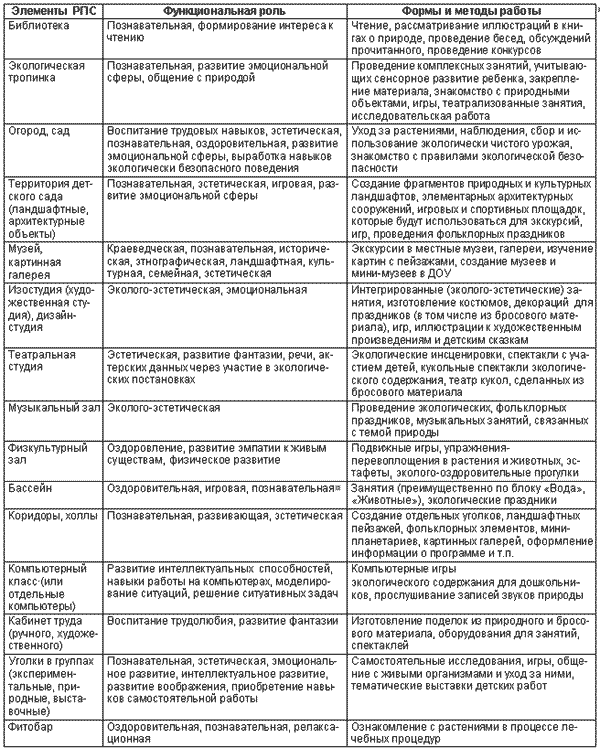 Элементы РПС Функциональная роль Формы и методы работы
Библиотека Познавательная, формирование интереса к Чтение, рассматривание иллюстраций в кни-
чтению гах о природе, проведение бесед, обсуждений
прочитанного, проведение конкурсов
Экологическая Познавательная, развитие эмоциональной Проведение комплексных занятий, учитываю-
тропинка сферы, общение с природой щих сенсорное развитие ребенка, закрепле-
ние материала, знакомство с природными
объектами, игры, театрализованные занятия,
исследовательская работа
Огород, сад Воспитание трудовых навыков, эстетическая, Уход за растениями, наблюдения, сбор и ис-
познавательная, оздоровительная, развитие пользование экологически чистого урожая,
эмоциональной сферы, выработка навыков знакомство с правилами экологической безо-
экологически безопасного поведения пасности
Территория дет- Познавательная, эстетическая, игровая, раз- Создание фрагментов природных и культурных
ского сада витие эмоциональной сферы ландшафтов, элементарных архитектурных
(ландшафтные, сооружений, игровых и спортивных площадок,
архитектурные которые будут использоваться для экскурсий,
объекты) игр, проведения фольклорных праздников
Музей, Краеведческая, познавательная, историче- Экскурсии в местные музеи, галереи, изучение
картинная ская, этнографическая, ландшафтная, куль- картин с пейзажами, создание музеев и
галерея турная, семейная, эстетическая мини-музеев в ДОУ
Изостудия (худо- Эколого-эстетическая, эмоциональная Интегрированные (эколого-эстетические) за-
жественная сту- нятия, изготовление костюмов, декораций для
дия), дизайн- праздников (в том числе из бросового мате-
студия риала), игр, иллюстрации к художественным
произведениям и детским сказкам
Театральная Эстетическая, развитие фантазии, речи, ак- Экологические инсценировки, спектакли с уча-
студия терских данных через участие в экологиче- стием детей, кукольные спектакли экологиче-
ских постановках ского содержания, театр кукол, сделанных из
бросового материала
Музыкальный зал Эколого-эстетическая Проведение экологических, фольклорных
праздников, музыкальных занятий, связанных
с темой природы
Физкультурный Оздоровление, развитие эмпатии к живым Подвижные игры, упражнения-
зал существам, физическое развитие перевоплощения в растения и животных, эс-
тафеты, эколого-оздоровительные прогулки
Бассейн Оздоровительная, игровая, познавательная¤ Занятия (преимущественно по блоку «Вода»,
«Животные»), экологические праздники
Коридоры, холлы Познавательная, развивающая, эстетическая Создание отдельных уголков, ландшафтных
пейзажей, фольклорных элементов, мини-
планетариев, картинных галерей, оформление
информации о программе и т.п.
Компьютерный Развитие интеллектуальных способностей, Компьютерные игры
класс·(или навыки работы на компьютерах, моделиро- экологического содержания для дошкольни-
отдельные вание ситуаций, решение ситуативных задач ков, прослушивание записей звуков природы
компьютеры)
Кабинет труда Воспитание трудолюбия, развитие фантазии Изготовление поделок из природного и бросо-
(ручного, художе- вого материала, оборудования для занятий,
ственного) спектаклей
Уголки в группах Познавательная, эстетическая, эмоциональ- Самостоятельные исследования, игры, обще-
(эксперимен- ное развитие, интеллектуальное развитие, ние с живыми организмами и уход за ними,
тальные, при- развитие воображения, приобретение навы- тематические выставки детских работ
родные, выста- ков самостоятельной работы
вочные)
Фитобар Оздоровительная, познавательная, релакса- Ознакомление с растениями в процессе ле-
ционная чебных процедур